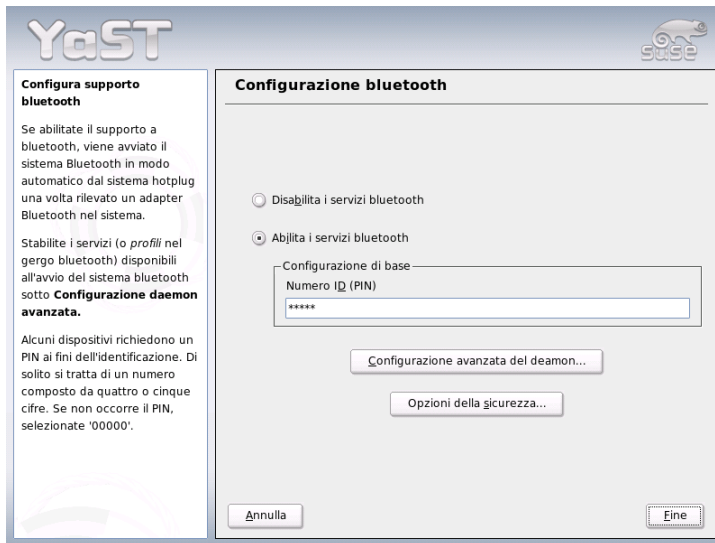 YaST
SUSE
Configura supporto
bluetooth
Se abilitate il supporto a
bluetooth, viene avviato il
sistema Bluetooth in modo
automatico dal sistema hotplug
una volta rilevato un adapter
Bluetooth nel sistema.
Stabilite i servizi (o profili nel
gergo bluetooth) disponibili
all'avvio del sistema bluetooth
sotto Configurazione daemon
avanzata.
Alcuni dispositivi richiedono un
PIN ai fini dell'identificazione. Di
solito si tratta di un numero
composto da quattro o cinque
cifre. Se non occorre il PIN,
selezionate '00000'.
Configurazione bluetooth
Disabilita i servizi bluetooth
Abilita i servizi bluetooth
Configurazione di base
Numero ID (PIN)
*****
Configurazione avanzata del deamon...
Opzioni della sicurezza...
Annulla
Fine